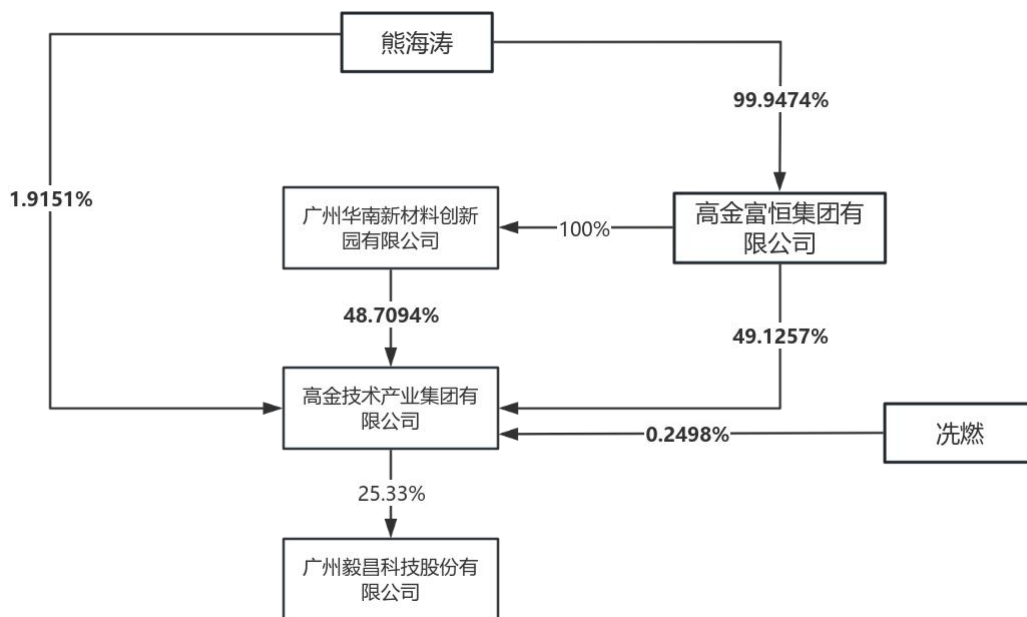 熊海涛
99.9474%
1.9151%
广州华南新材料创新
园有限公司
100%
高金富恒集团有
限公司
48.7094%
49.1257%
高金技术产业集团有
限公司
0.2498%
冼燃
25.33%
广州毅昌科技股份有
限公司